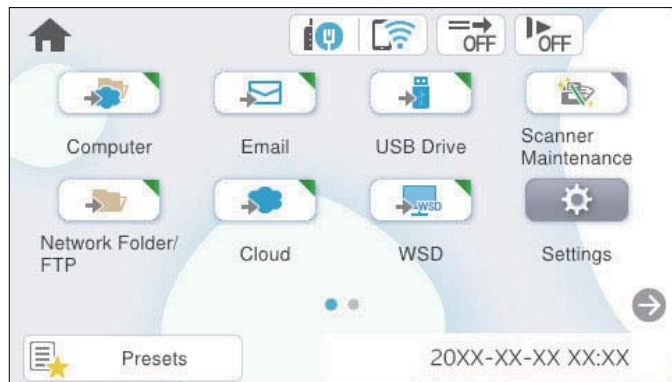 OFF
OFF
Computer
Email
USB Drive
Scanner
Maintenance
WSD
Network Folder/
FTP
Cloud
WSD
Settings
Presets
20XX-XX-XX XX:XX